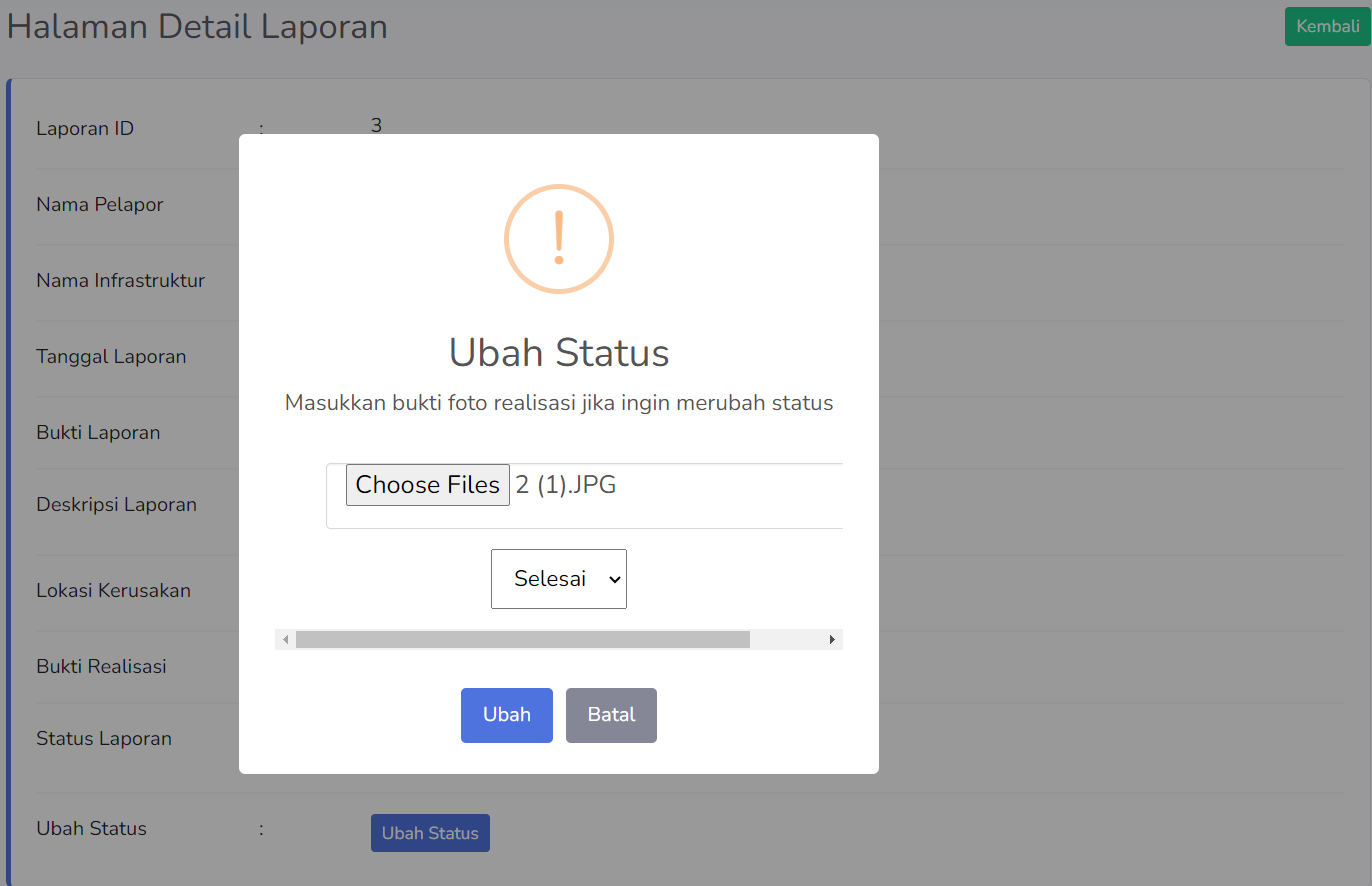 Halaman Detail Laporan
Kembali
Laporan ID : 3
Nama Pelapor
Nama Infrastruktur
Tanggal Laporan
Bukti Laporan
Deskripsi Laporan
Lokasi Kerusakan
Bukti Realisasi
Status Laporan
Ubah Status : Ubah Status
!
Ubah Status
Masukkan bukti foto realisasi jika ingin merubah status
Choose Files 2 (1).JPG
Selesai
Ubah Batal